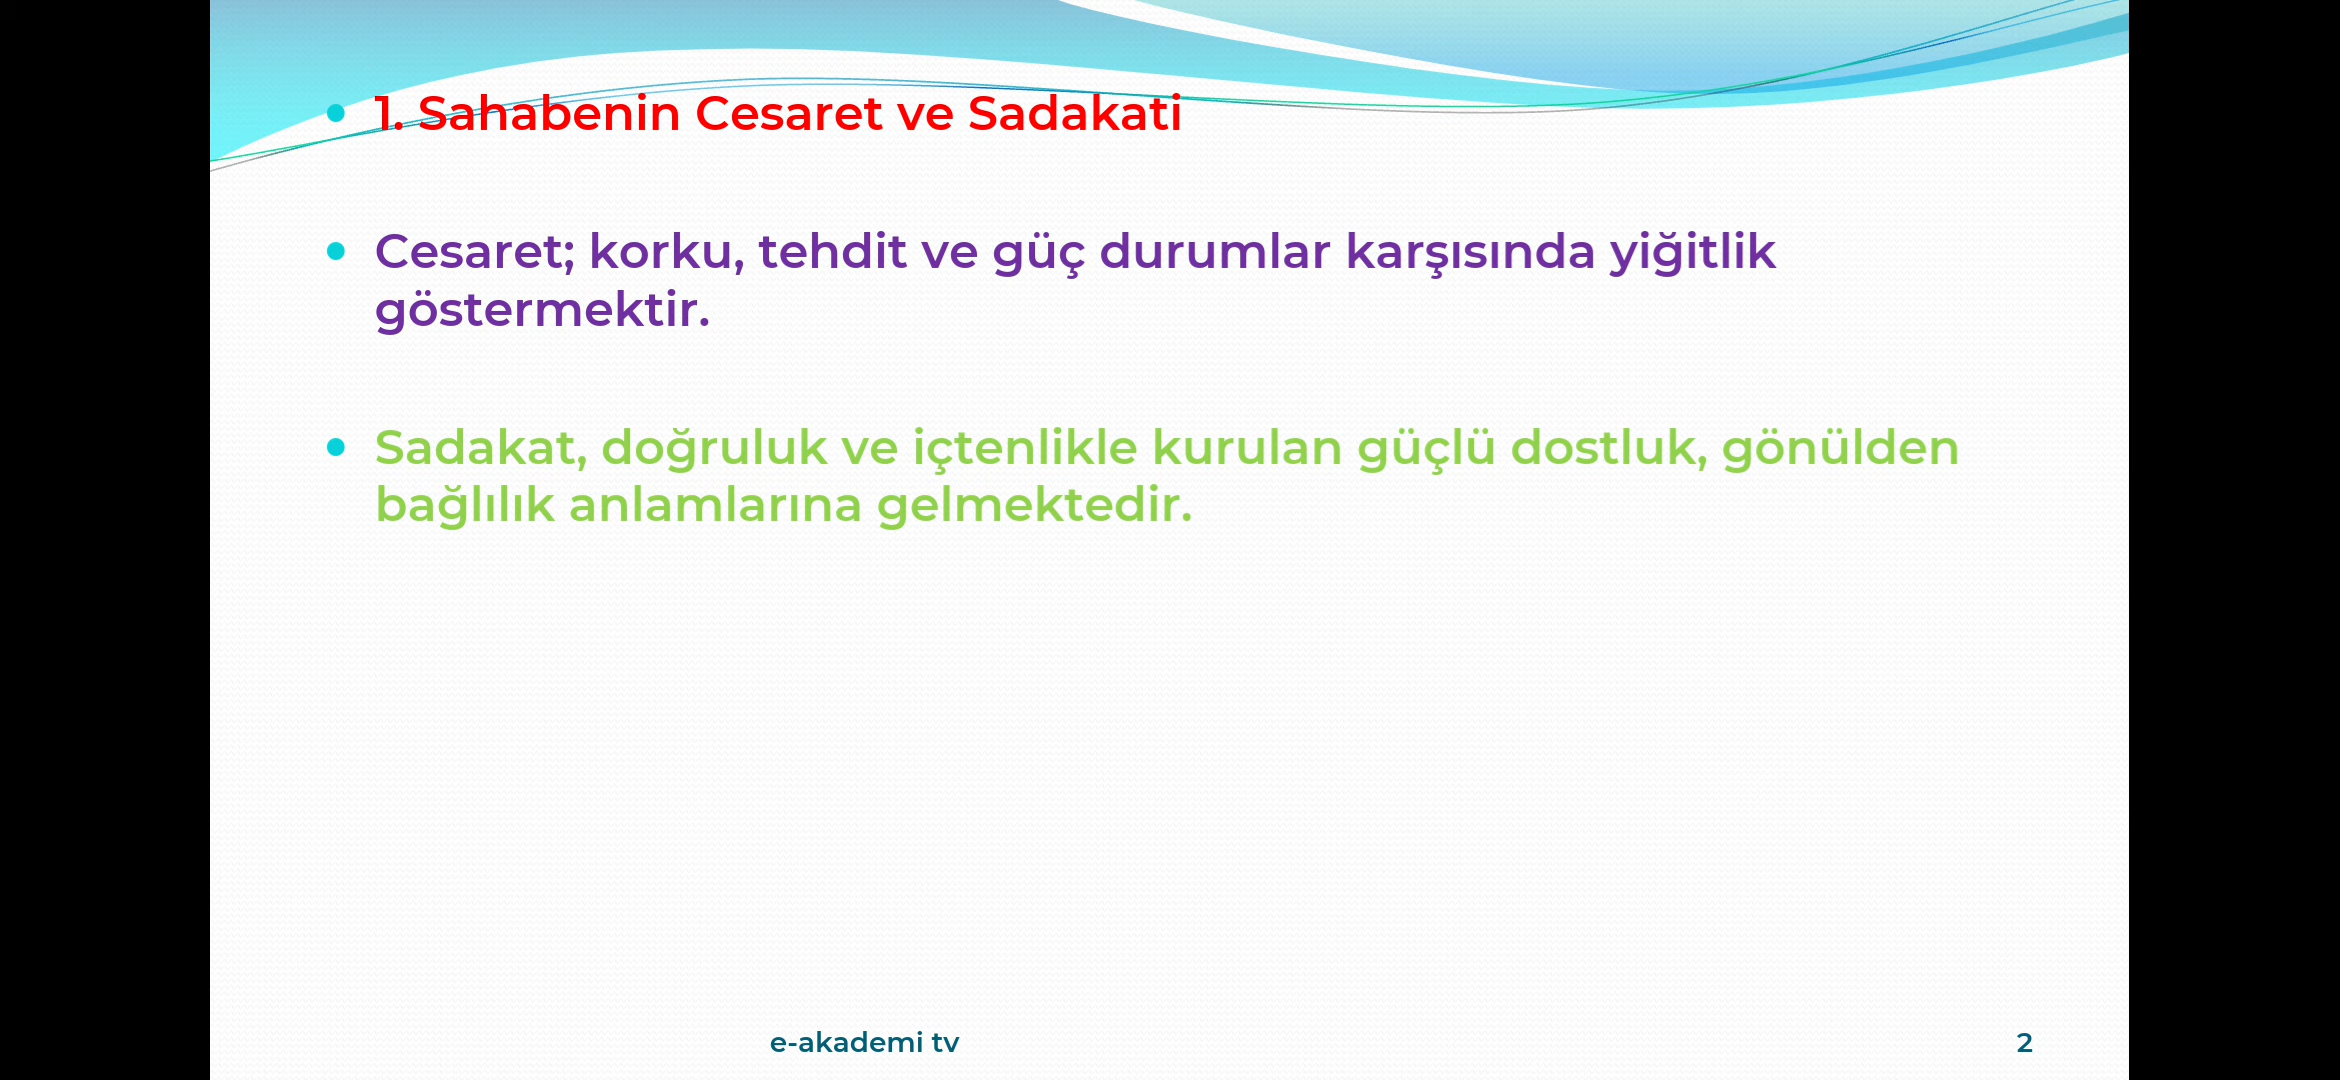 1. Sahabenin Cesaret ve Sadakati
Cesaret; korku, tehdit ve güç durumlar karşısında yiğitlik
göstermektir.
Sadakat, doğruluk ve içtenlikle kurulan güçlü dostluk, gönülden
bağlılık anlamlarına gelmektedir.
e-akademi tv
2